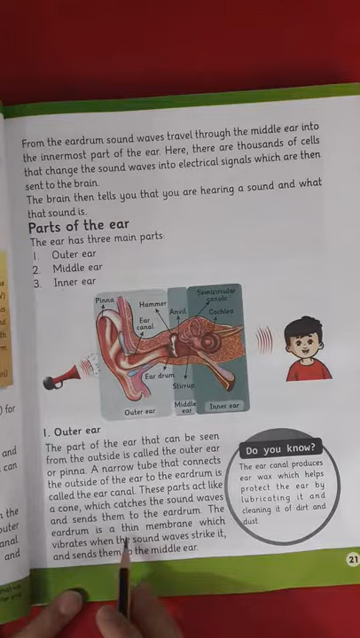 From the eardrum sound waves travel through the middle ear into
the innermost part of the ear. Here, there are thousands of cells
that change the sound waves into electrical signals which are then
sent to the brain.
The brain then tells you that you are hearing a sound and what
that sound is.
Parts of the ear
The ear has three main parts
1. Outer ear
2. Middle ear
3. Inner ear
Pinna
Hammer
Ear
canal
Anvil
Semicircular
canals
Cochlea
Ear drum
Stirrup
Outer ear
Middle
ear
Inner ear
1. Outer ear
The part of the ear that can be seen
from the outside is called the outer ear
or pinna. A narrow tube that connects
the outside of the ear to the eardrum is
called the ear canal. These parts act like
a cone, which catches the sound waves
and sends them to the eardrum. The
eardrum is a thin membrane which
vibrates when the sound waves strike it,
and sends them to the middle ear.
Do you know?
The ear canal produces
ear wax which helps
protect the ear by
lubricating it and
cleaning it of dirt and
dust.
21
) for
and
can
n the
outer
anal
and